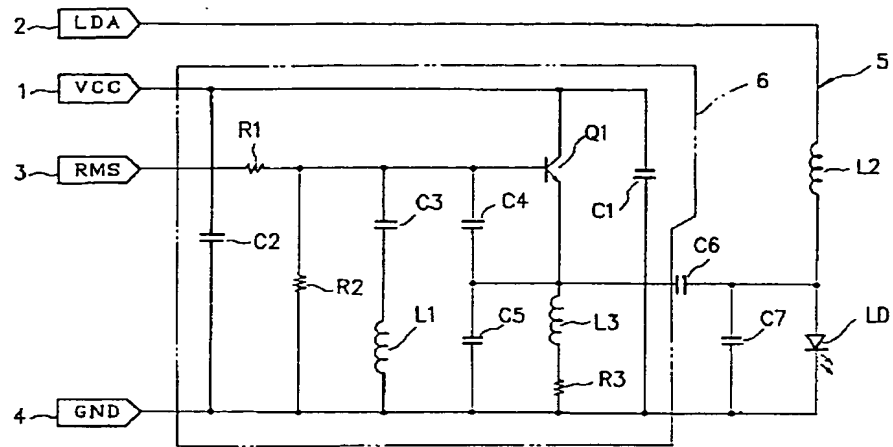 2 LDA
1 VCC 6 5
R1 Q1
3 RMS L2
C3 C4 C1
C2 C6
R2 L1 C5 L3 C7 LD
R3
4 GND